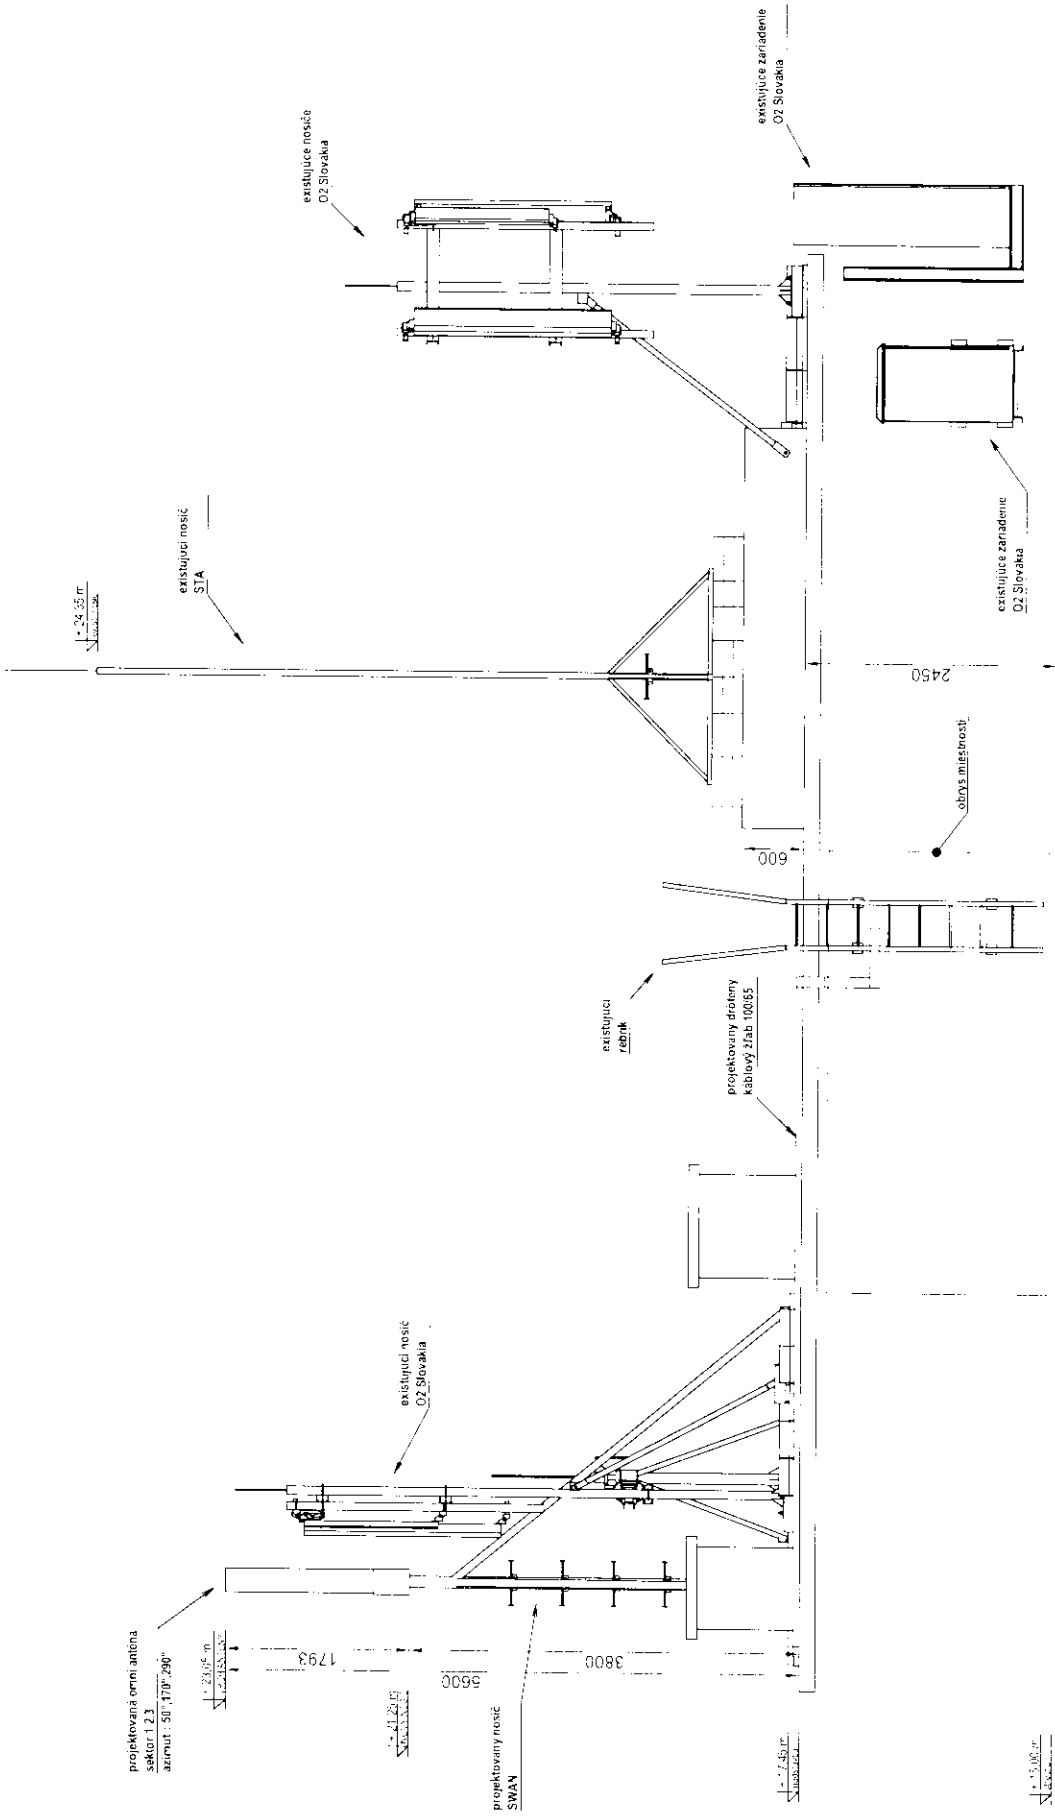 existujúce zariadenie
O2 Slovakia
existujúce nosiče
O2 Slovakia
existujúci nosič
STA
+ 24,35 m
existujúce zariadenie
O2 Slovakia
2450
obrys miestnosti
600
existujúci
rebrík
projektovaný drôtený
káblový žľab 100/65
existujúci nosič
O2 Slovakia
projektovaná omni anténa
sektor 1,2,3
azimut : 50°,170°,290°
1793
5600
3800
+ 21,25 m
projektovaný nosič
SWAN
+ 17,45 m